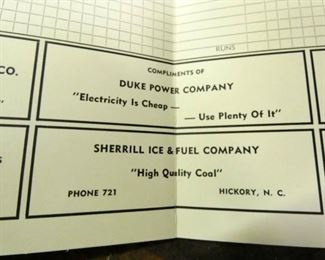 RUNS
CO.
COMPLIMENTS OF
DUKE POWER COMPANY
"Electricity Is Cheap —
— Use Plenty Of It"
SHERRILL ICE & FUEL COMPANY
"High Quality Coal"
PHONE 721 HICKORY, N. C.